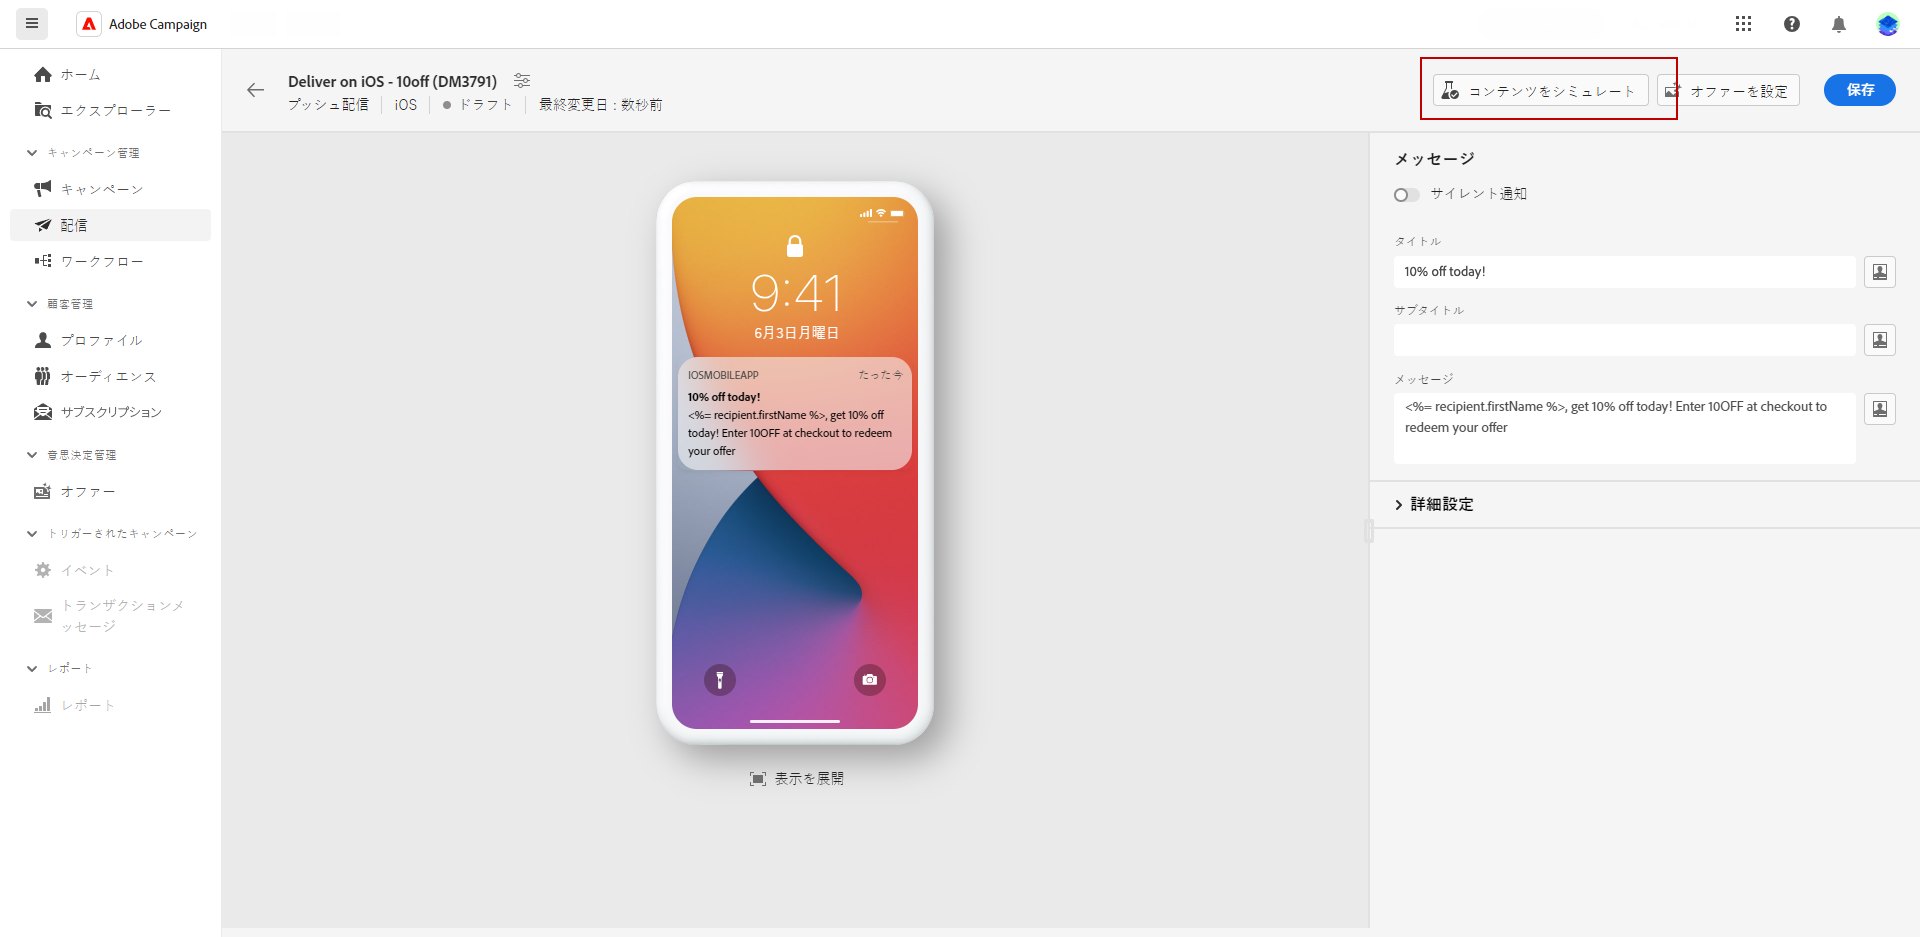 Adobe Campaign
ホーム
エクスプローラー
キャンペーン管理
キャンペーン
配信
ワークフロー
顧客管理
プロファイル
オーディエンス
サブスクリプション
意思決定管理
オファー
トリガーされたキャンペーン
イベント
トランザクションメ
ッセージ
レポート
レポート
Deliver on iOS - 10off (DM3791)
プッシュ配信 iOS ドラフト 最終変更日 : 数秒前
コンテンツをシミュレート
オファーを設定
保存
9:41
6月3日月曜日
IOSMOBILEAPP たった今
10% off today!
<%= recipient.firstName %>, get 10% off
today! Enter 10OFF at checkout to redeem
your offer
表示を展開
メッセージ
サイレント通知
タイトル
10% off today!
サブタイトル
メッセージ
<%= recipient.firstName %>, get 10% off today! Enter 10OFF at checkout to
redeem your offer
詳細設定